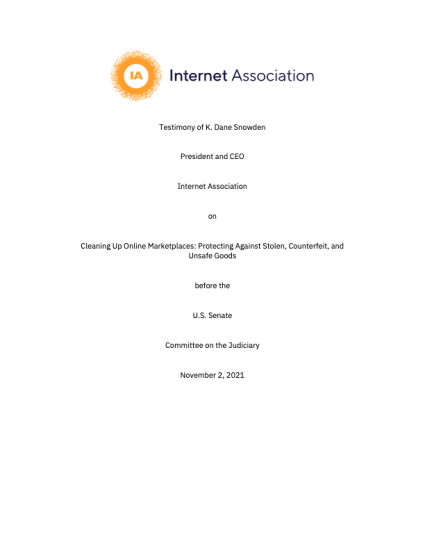 IA Internet Association
Testimony of K. Dane Snowden
President and CEO
Internet Association
on
Cleaning Up Online Marketplaces: Protecting Against Stolen, Counterfeit, and
Unsafe Goods
before the
U.S. Senate
Committee on the Judiciary
November 2, 2021